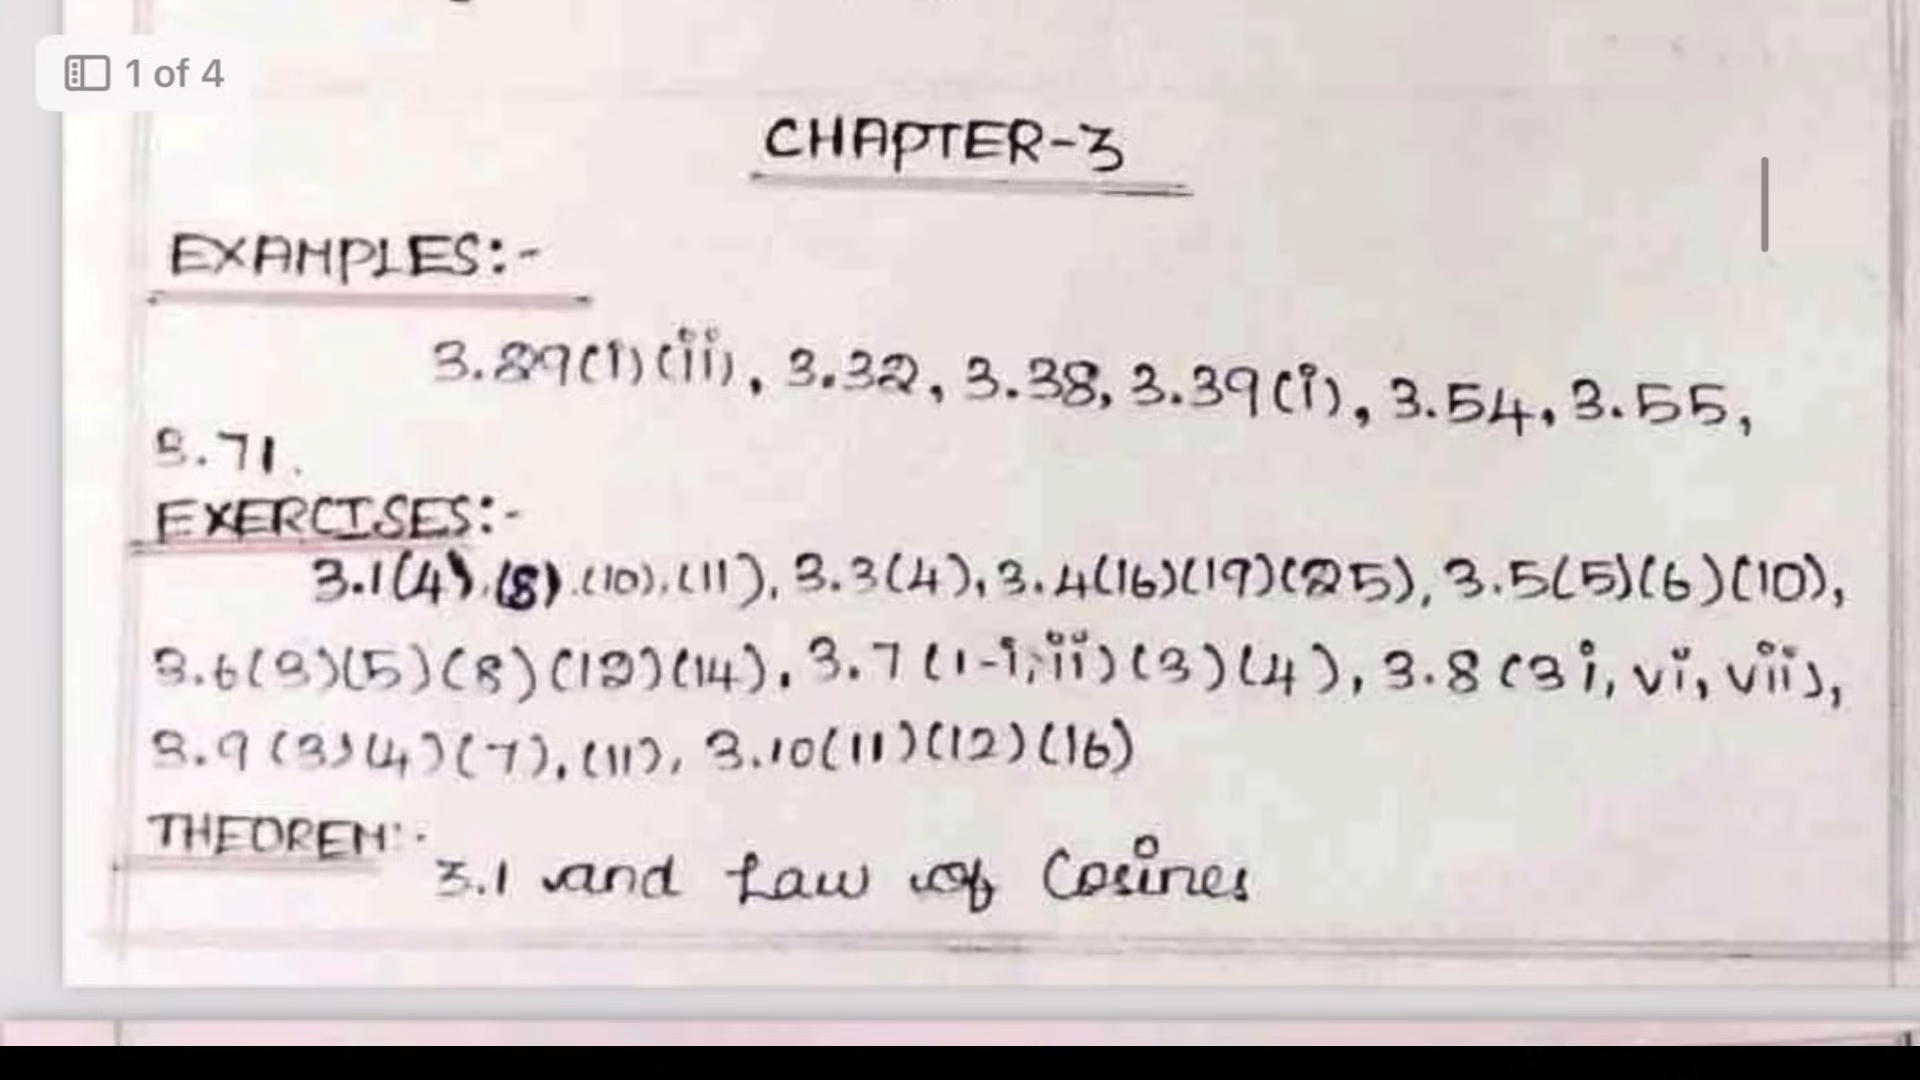 1 of 4
CHAPTER-3
EXAMPLES:-
3.29(i)(ii), 3.32, 3.38, 3.39(i), 3.54, 3.55,
3.71.
EXERCISES:-
3.1(4),(8),(10),(11), 3.3(4), 3.4(16)(19)(25), 3.5(5)(6)(10),
3.6(3)(5)(8)(12)(14), 3.7(1-i,ii)(3)(4), 3.8(3i, vi, vii),
3.9(3)(4)(7),(11), 3.10(11)(12)(16)
THEOREM:-
3.1 and Law of Cosines